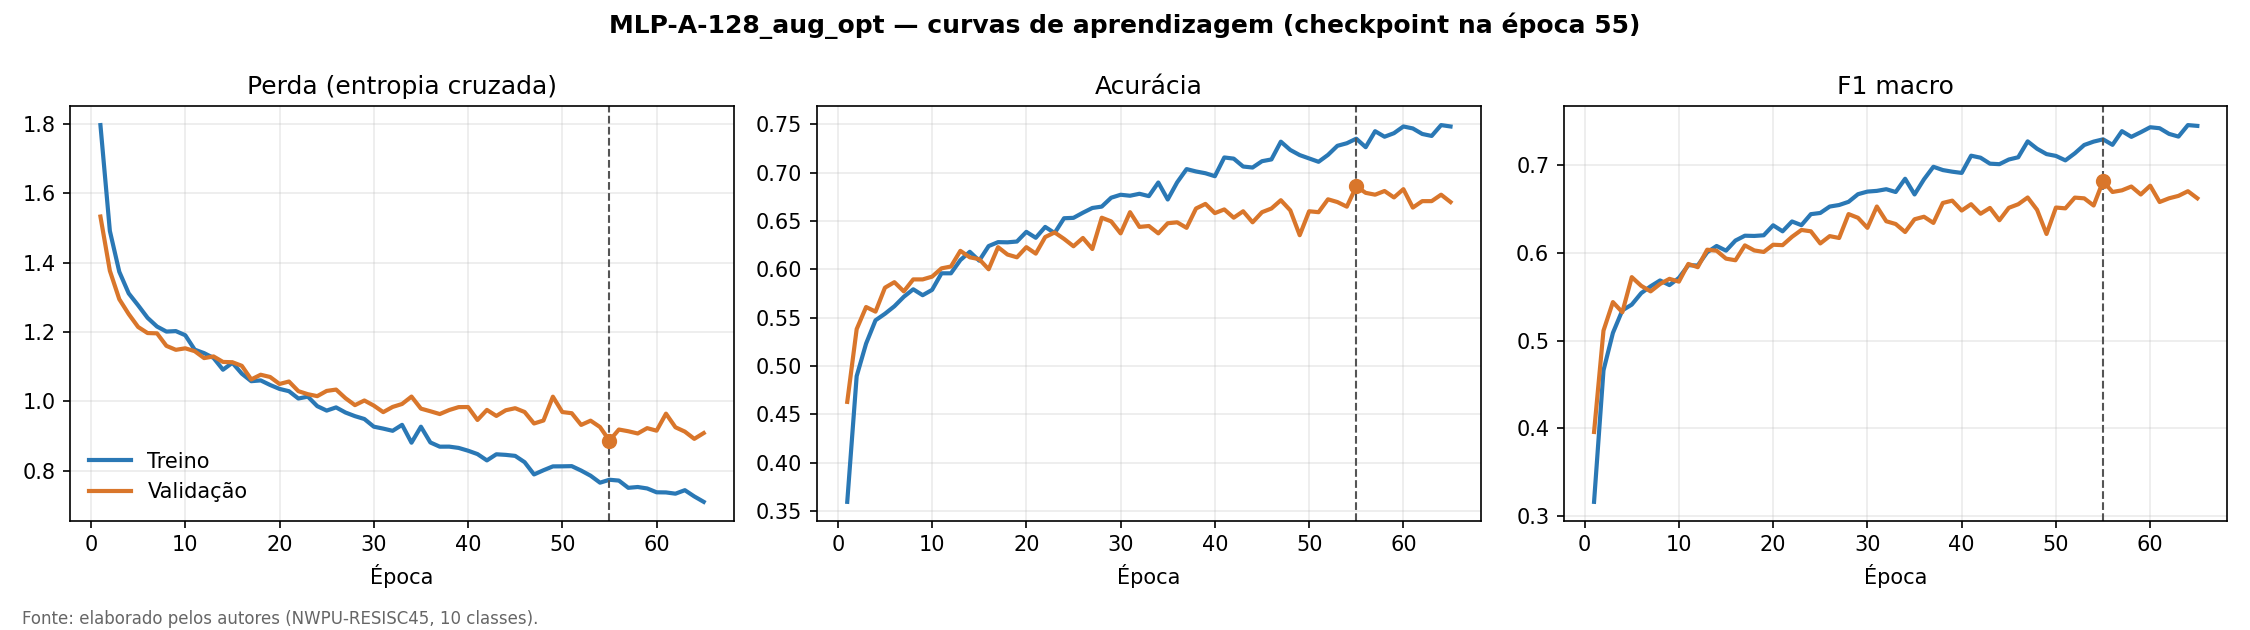 MLP-A-128_aug_opt — curvas de aprendizagem (checkpoint na época 55)
Perda (entropia cruzada)
1.8
1.6
1.4
1.2
1.0
0.8
Treino
Validação
0 10 20 30 40 50 60
Época
Acurácia
0.75
0.70
0.65
0.60
0.55
0.50
0.45
0.40
0.35
0 10 20 30 40 50 60
Época
F1 macro
0.7
0.6
0.5
0.4
0.3
0 10 20 30 40 50 60
Época
Fonte: elaborado pelos autores (NWPU-RESISC45, 10 classes).